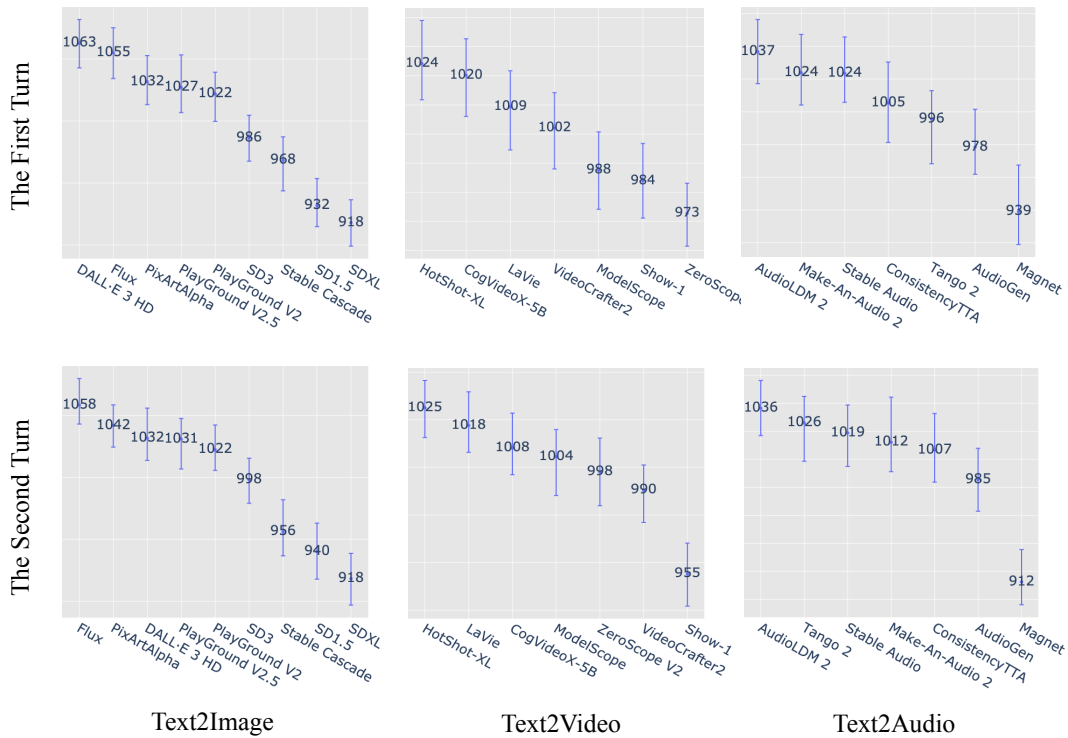 The First Turn
1063
1055
1032
1027
1022
986
968
932
918
DALL·E 3 HD
Flux
PixArtAlpha
PlayGround V2.5
PlayGround V2
SD3
Stable Cascade
SD1.5
SDXL
1024
1020
1009
1002
988
984
973
HotShot-XL
CogVideoX-5B
LaVie
VideoCrafter2
ModelScope
Show-1
ZeroScope
1037
1024
1024
1005
996
978
939
AudioLDM 2
Make-An-Audio 2
Stable Audio
ConsistencyTTA
Tango 2
AudioGen
Magnet
The Second Turn
1058
1042
1032
1031
1022
998
956
940
918
Flux
PixArtAlpha
DALL·E 3 HD
PlayGround V2.5
PlayGround V2
SD3
Stable Cascade
SD1.5
SDXL
1025
1018
1008
1004
998
990
955
HotShot-XL
LaVie
CogVideoX-5B
ModelScope
ZeroScope V2
VideoCrafter2
Show-1
1036
1026
1019
1012
1007
985
912
AudioLDM 2
Tango 2
Stable Audio
Make-An-Audio 2
ConsistencyTTA
AudioGen
Magnet
Text2Image
Text2Video
Text2Audio